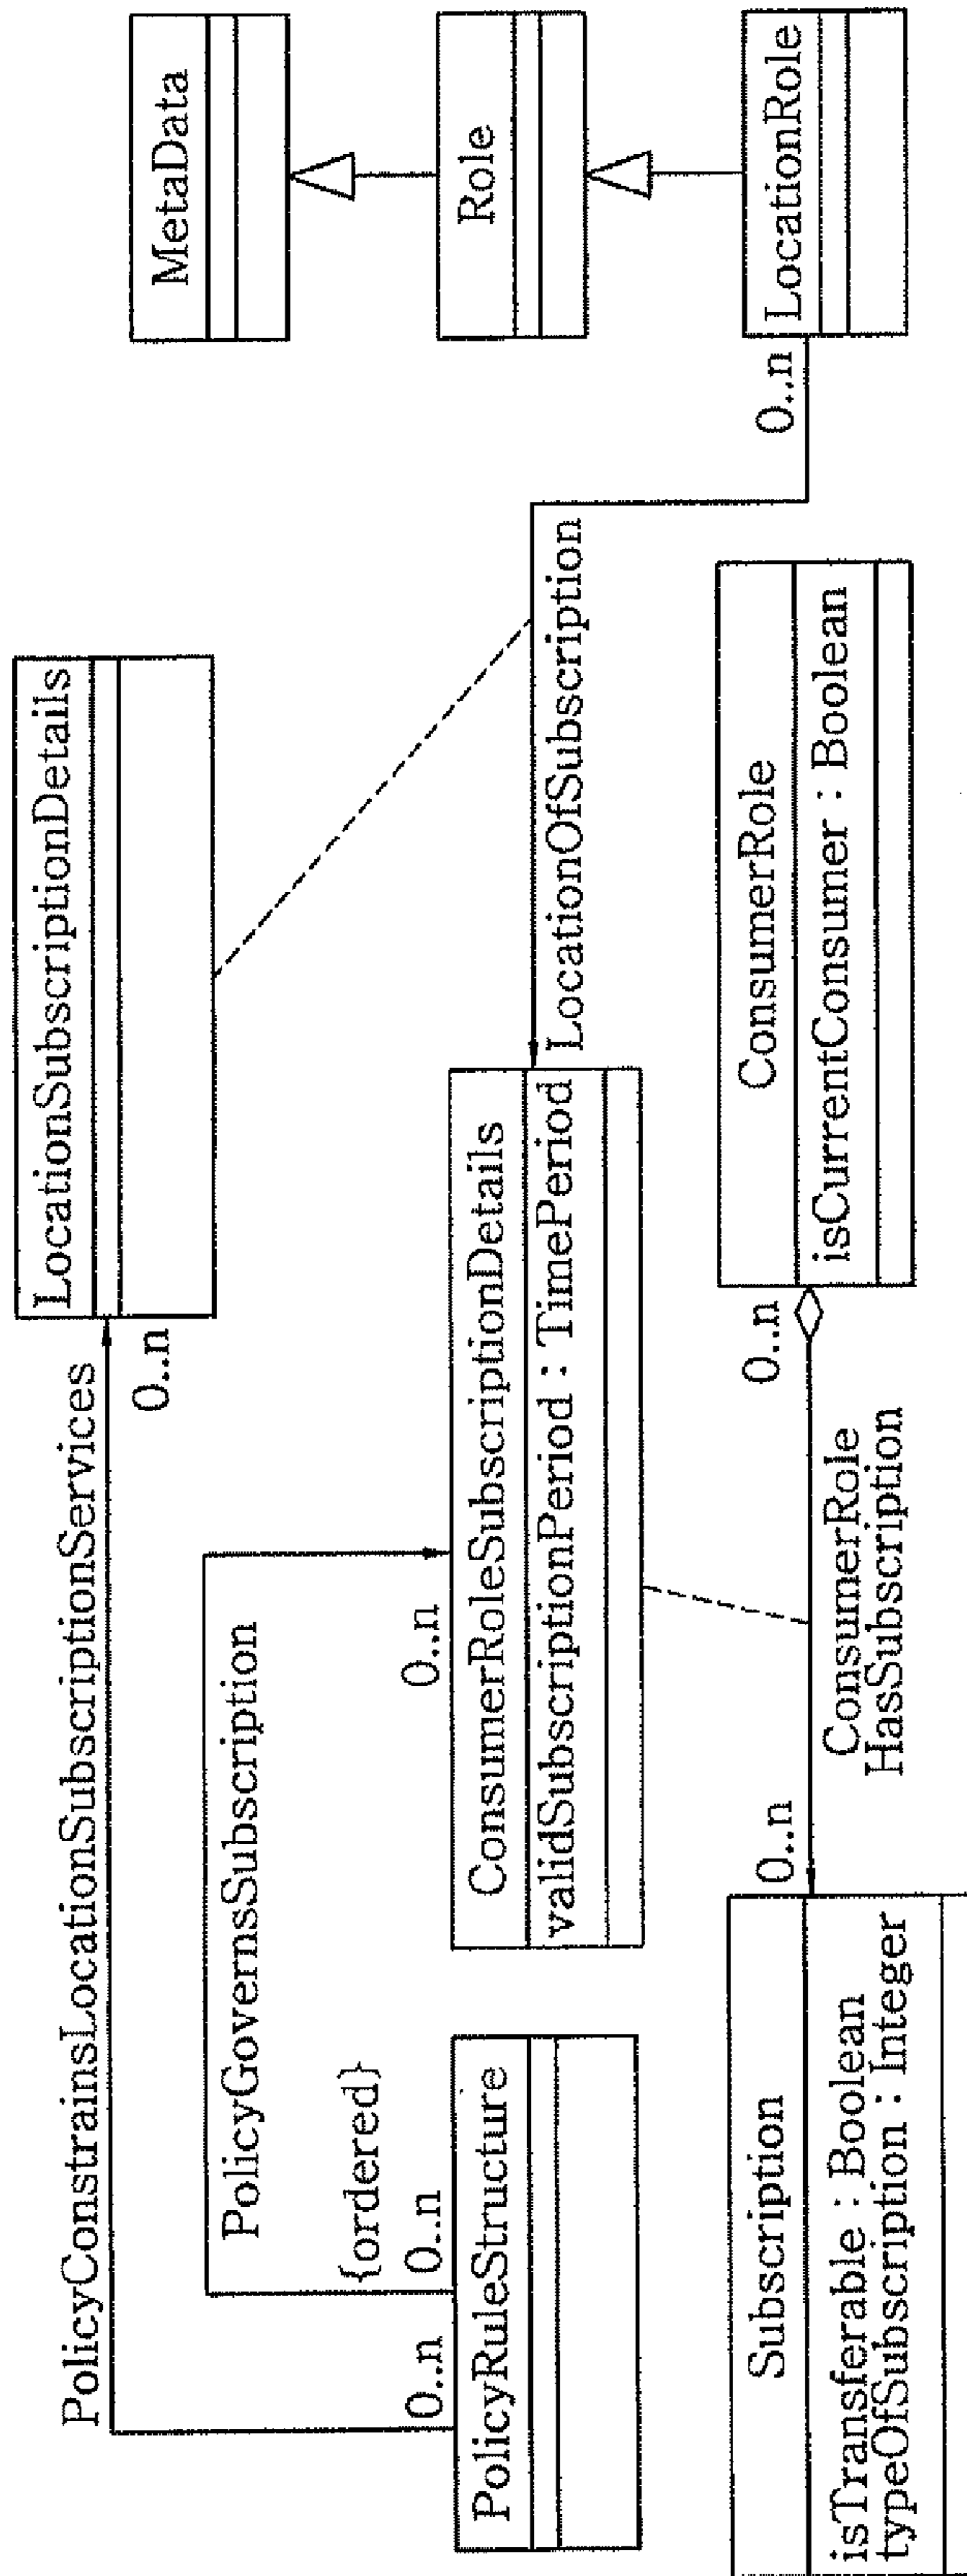 PolicyConstrainsLocationSubscriptionServices
0..n
LocationSubscriptionDetails
MetaData
PolicyGovernsSubscription
{ordered}
0..n
0..n
0..n
PolicyRuleStructure
ConsumerRoleSubscriptionDetails
validSubscriptionPeriod : TimePeriod
LocationOfSubscription
Role
Subscription
isTransferable : Boolean
typeOfSubscription : Integer
0..n
ConsumerRole
HasSubscription
0..n
ConsumerRole
isCurrentConsumer : Boolean
0..n
LocationRole